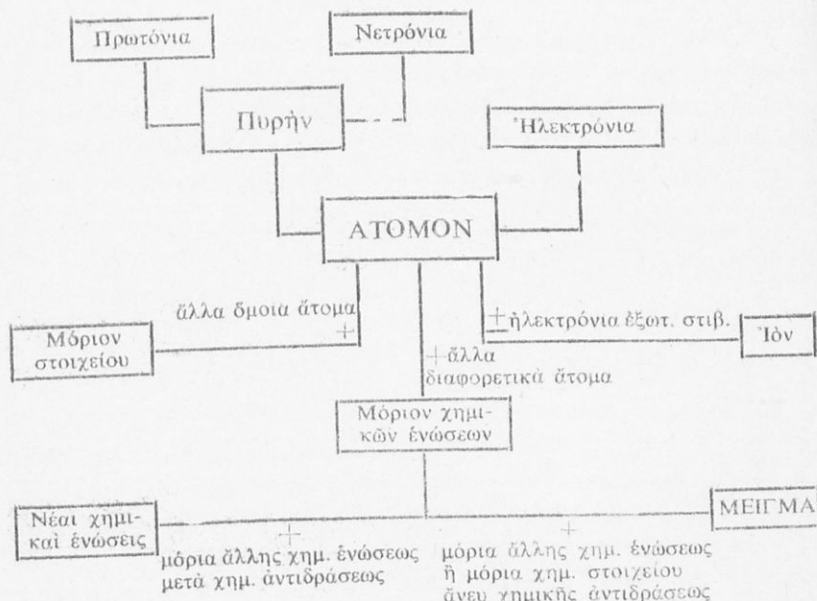 Πρωτόνια
Νετρόνια
Πυρὴν
Ἠλεκτρόνια
ΑΤΟΜΟΝ
ἄλλα ὅμοια ἄτομα
+
± ἠλεκτρόνια ἐξωτ. στιβ.
Μόριον
στοιχείου
Ἰὸν
+ ἄλλα
διαφορετικὰ ἄτομα
Μόριον χημι-
κῶν ἑνώσεων
Νέαι χημι-
καὶ ἑνώσεις
ΜΕΙΓΜΑ
+
μόρια ἄλλης χημ. ἑνώσεως
μετὰ χημ. ἀντιδράσεως
+
μόρια ἄλλης χημ. ἑνώσεως
ἢ μόρια χημ. στοιχείου
ἄνευ χημικῆς ἀντιδράσεως